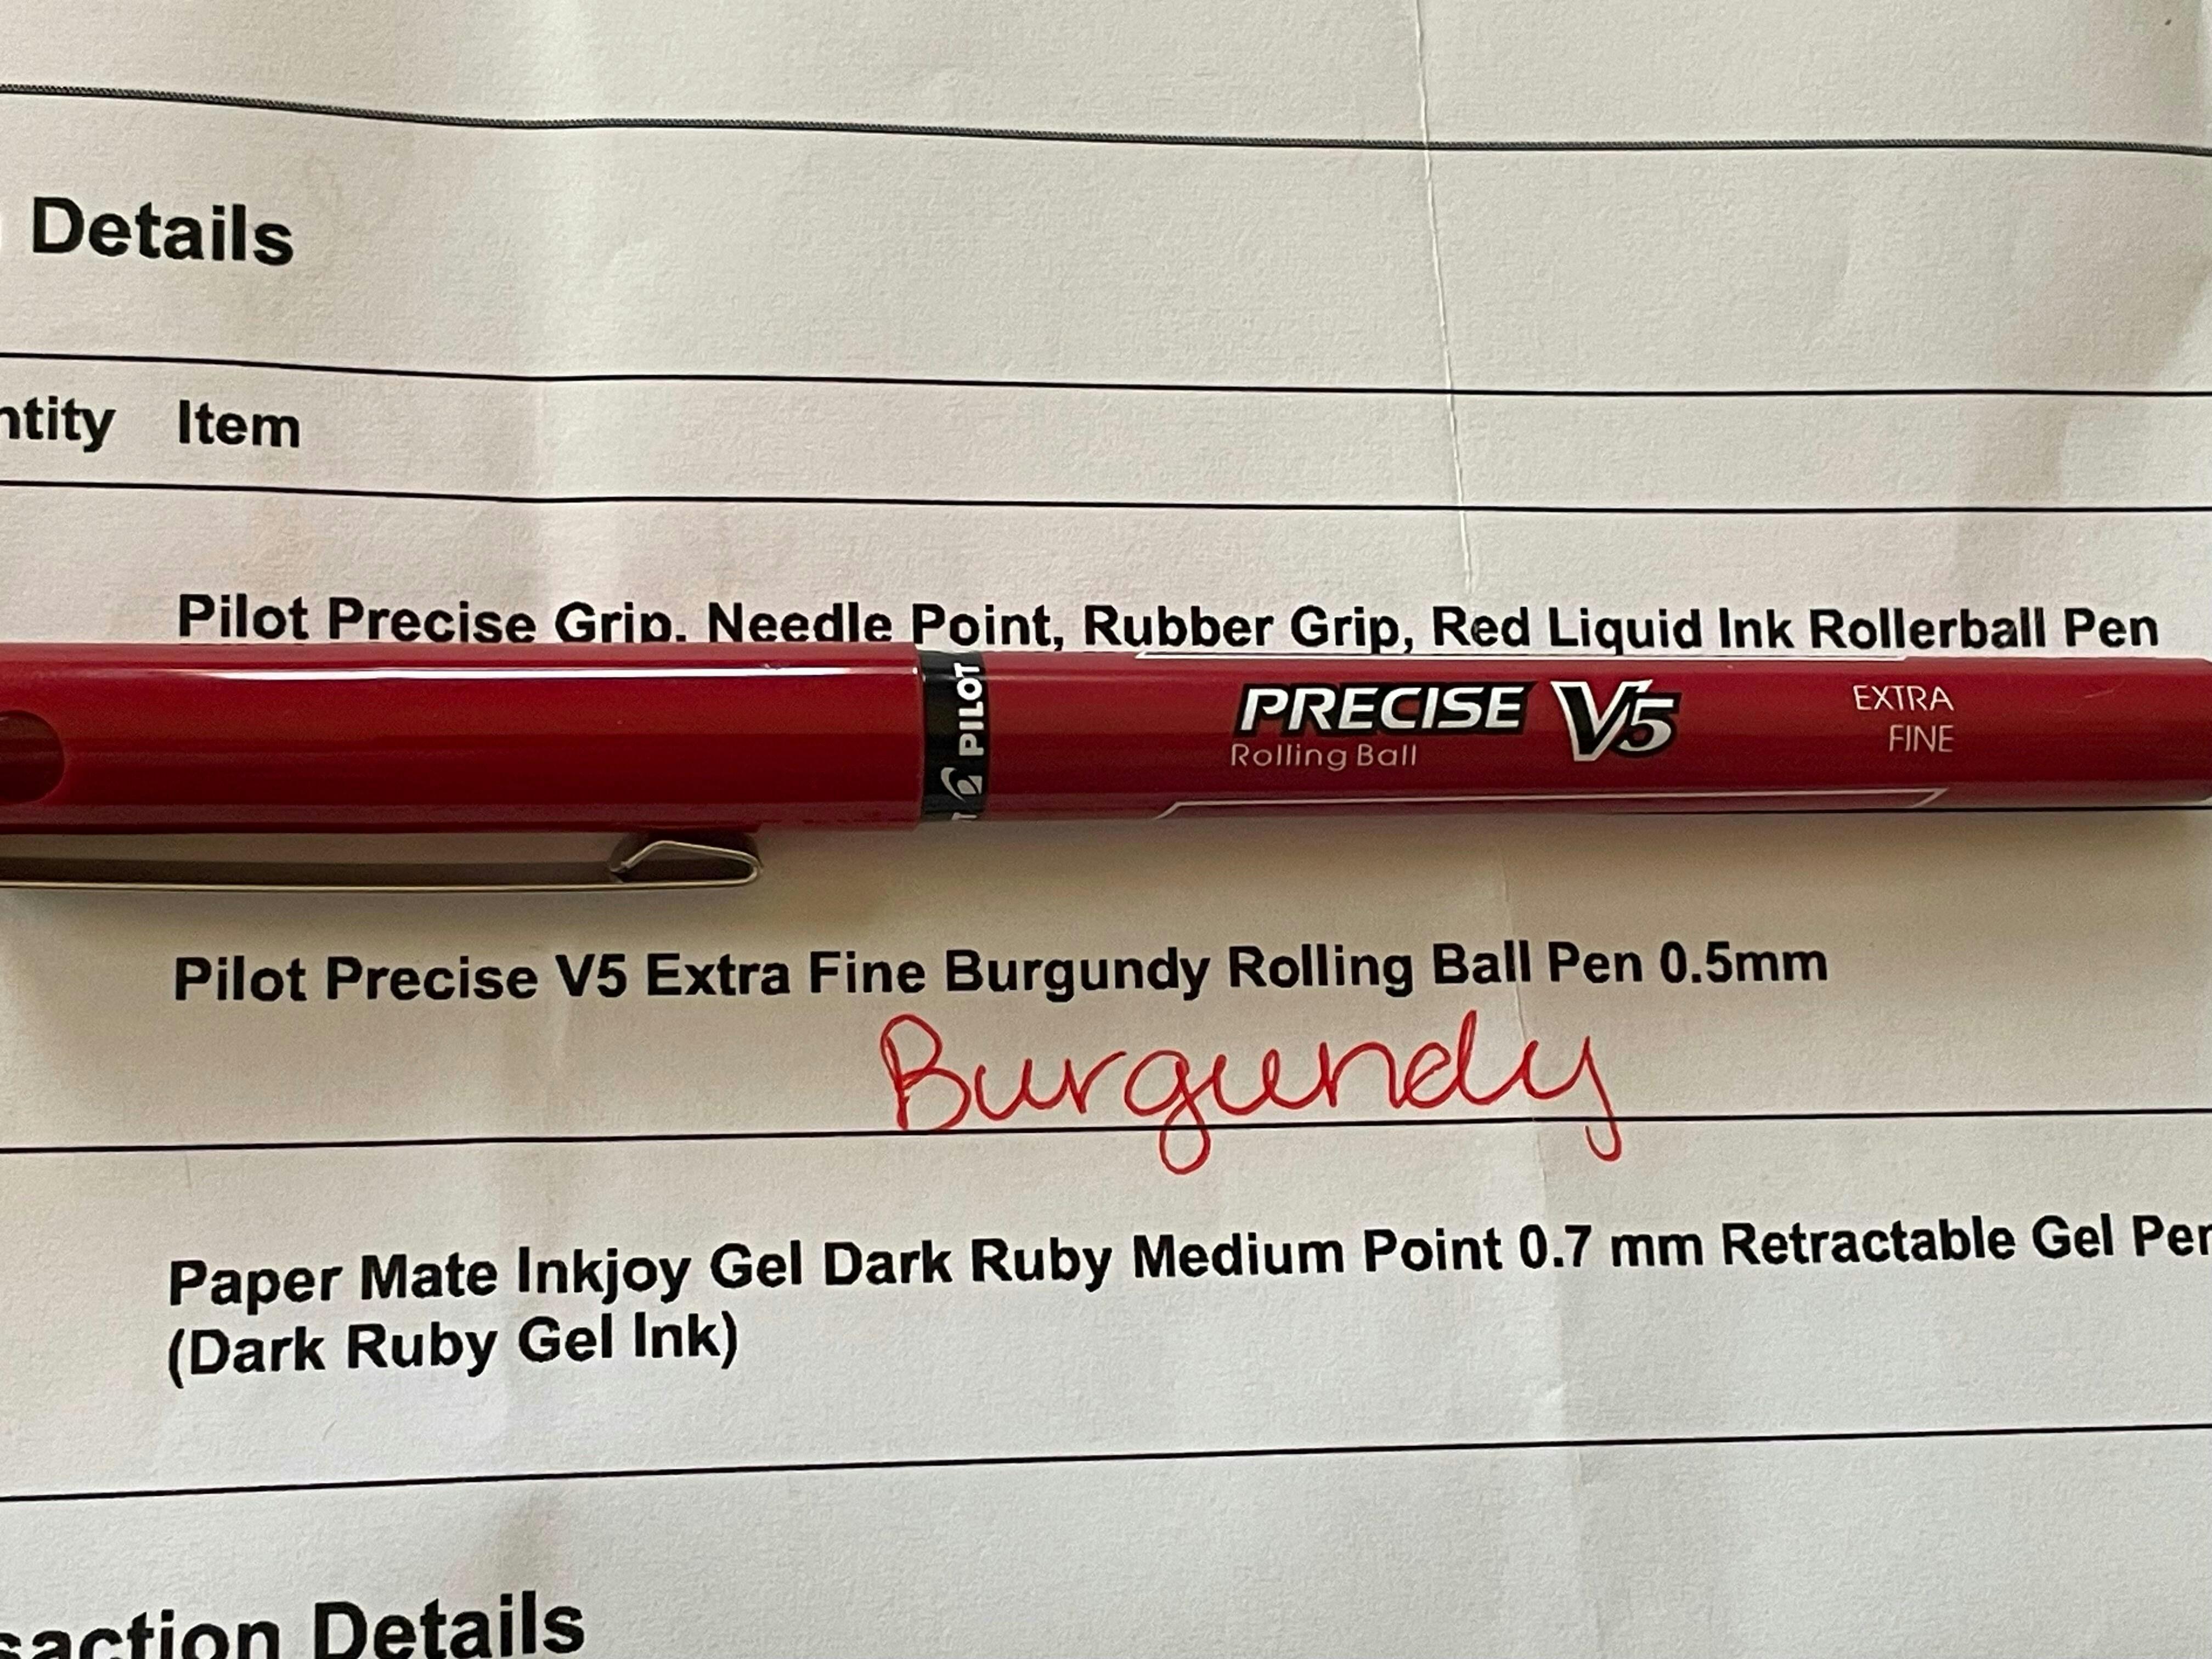 Details
Item
Pilot Precise Grip, Needle Point, Rubber Grip, Red Liquid Ink Rollerball Pen
PILOT
PRECISE V5
Rolling Ball
EXTRA
FINE
Pilot Precise V5 Extra Fine Burgundy Rolling Ball Pen 0.5mm
Burgundy
Paper Mate Inkjoy Gel Dark Ruby Medium Point 0.7 mm Retractable Gel Pen
(Dark Ruby Gel Ink)
saction Details